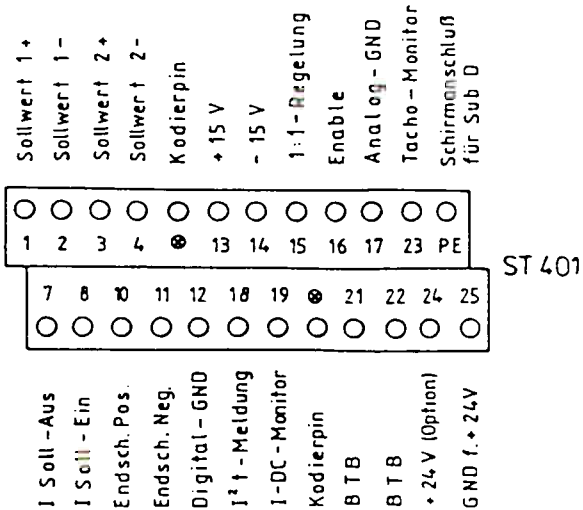 Sollwert 1+
Sollwert 1-
Sollwert 2+
Sollwert 2-
Kodierpin
+15 V
-15 V
1:1-Regelung
Enable
Analog-GND
Tacho-Monitor
Schirmanschluß
für Sub D
1 2 3 4 ⊗ 13 14 15 16 17 23 PE
ST 401
7 8 10 11 12 18 19 ⊗ 21 22 24 25
I Soll-Aus
I Soll-Ein
Endsch. Pos.
Endsch. Neg.
Digital-GND
I²t-Meldung
I-DC-Monitor
Kodierpin
BTB
BTB
+24V (Option)
GND f.+24V